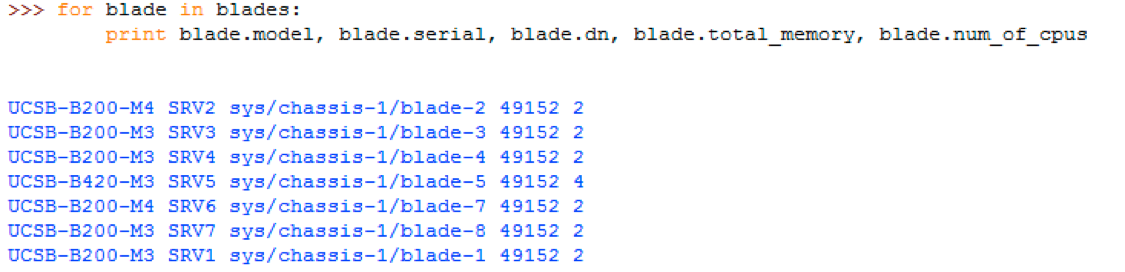 >>> for blade in blades:
        print blade.model, blade.serial, blade.dn, blade.total_memory, blade.num_of_cpus
UCSB-B200-M4 SRV2 sys/chassis-1/blade-2 49152 2
UCSB-B200-M3 SRV3 sys/chassis-1/blade-3 49152 2
UCSB-B200-M3 SRV4 sys/chassis-1/blade-4 49152 2
UCSB-B420-M3 SRV5 sys/chassis-1/blade-5 49152 4
UCSB-B200-M4 SRV6 sys/chassis-1/blade-7 49152 2
UCSB-B200-M3 SRV7 sys/chassis-1/blade-8 49152 2
UCSB-B200-M3 SRV1 sys/chassis-1/blade-1 49152 2